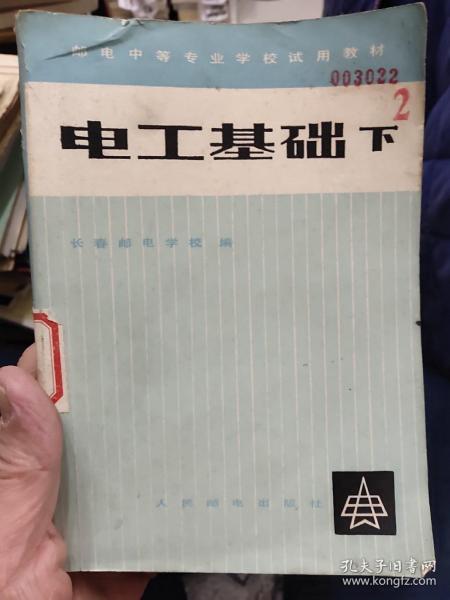 邮电中等专业学校试用教材
003022
2
电工基础 下
长春邮电学校 编
人民邮电出版社
孔夫子旧书网
www.kongfz.com